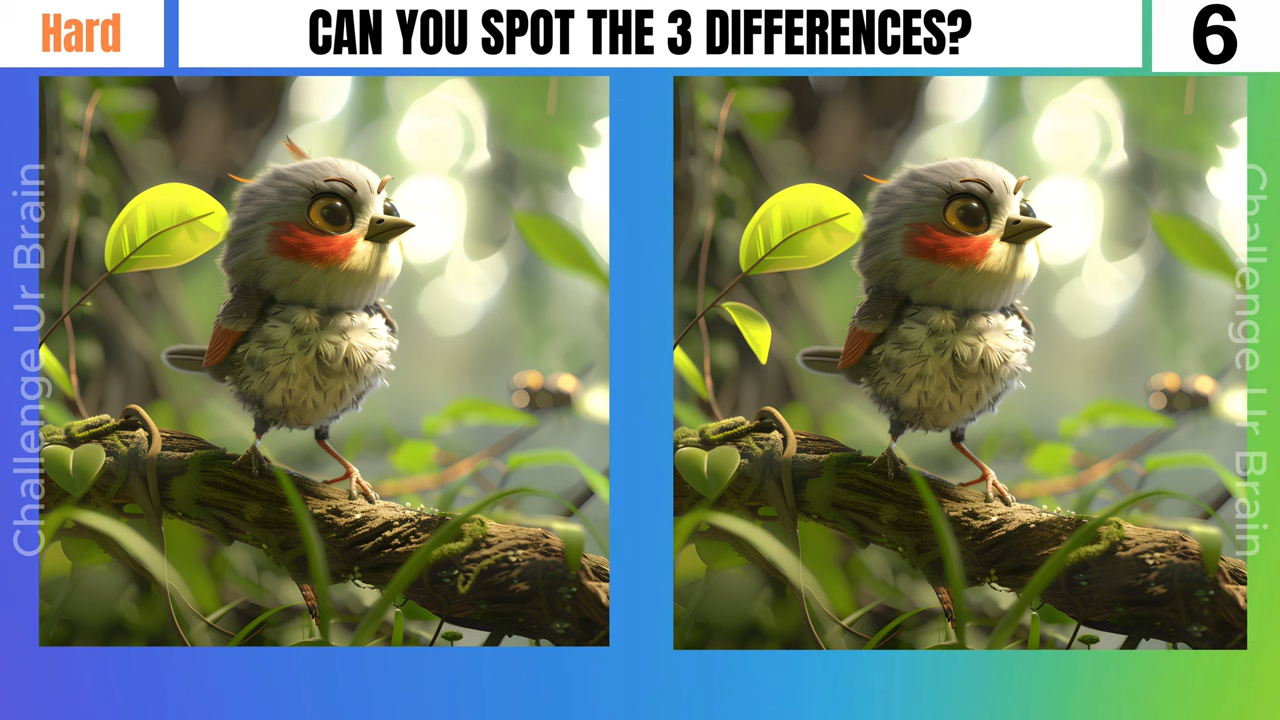 Hard
CAN YOU SPOT THE 3 DIFFERENCES?
6
Challenge Ur Brain
Challenge Ur Brain